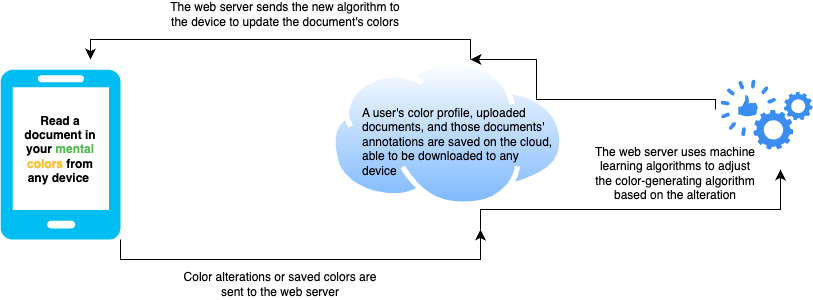 The web server sends the new algorithm to
the device to update the document's colors
Read a
document in
your mental
colors from
any device
A user's color profile, uploaded
documents, and those documents'
annotations are saved on the cloud,
able to be downloaded to any
device
The web server uses machine
learning algorithms to adjust
the color-generating algorithm
based on the alteration
Color alterations or saved colors are
sent to the web server